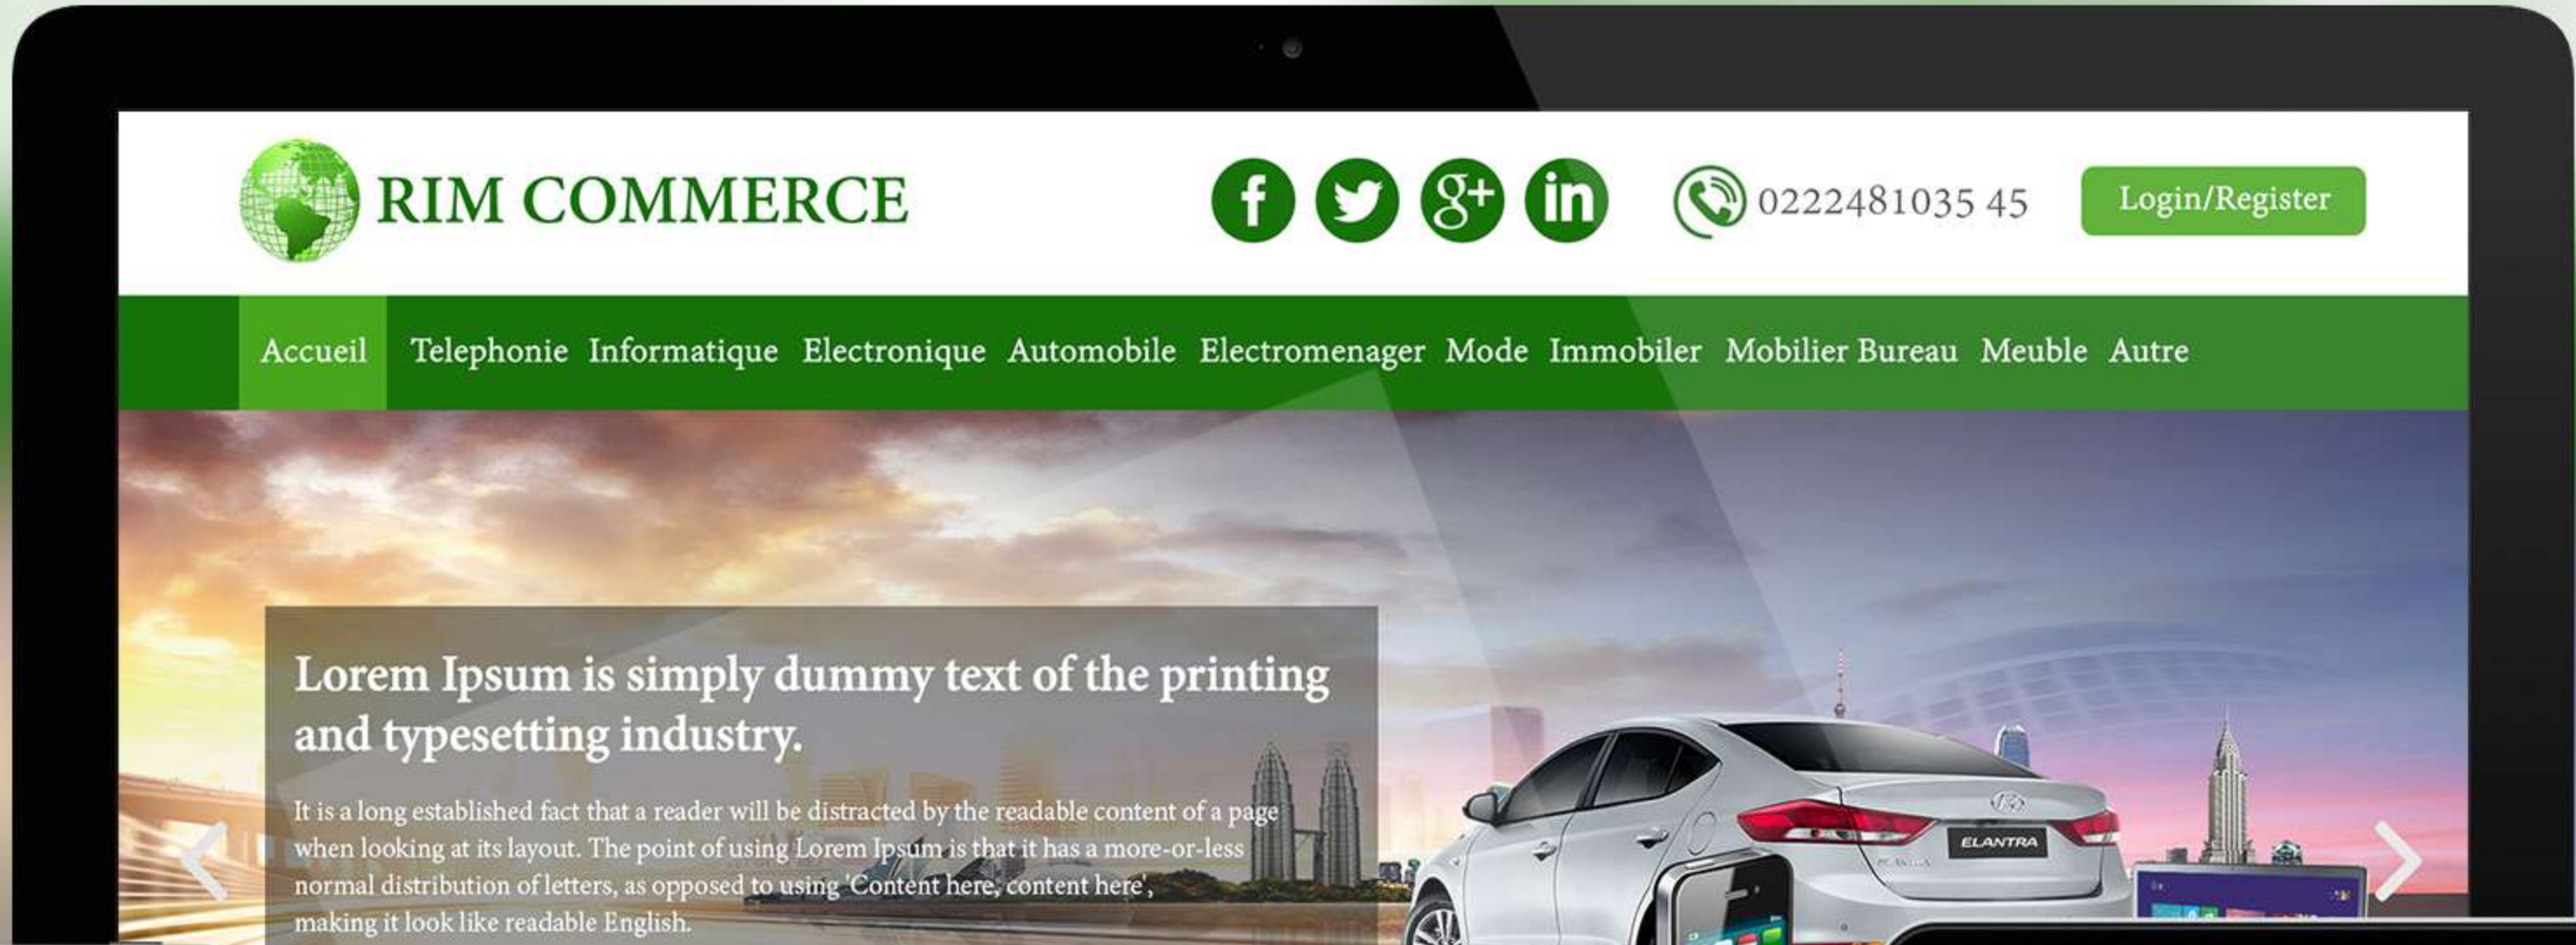 RIM COMMERCE
f g+ in 0222481035 45 Login/Register
Accueil Telephonie Informatique Electronique Automobile Electromenager Mode Immobiler Mobilier Bureau Meuble Autre
Lorem Ipsum is simply dummy text of the printing
and typesetting industry.
It is a long established fact that a reader will be distracted by the readable content of a page
when looking at its layout. The point of using Lorem Ipsum is that it has a more-or-less
normal distribution of letters, as opposed to using 'Content here, content here',
making it look like readable English.
ELANTRA